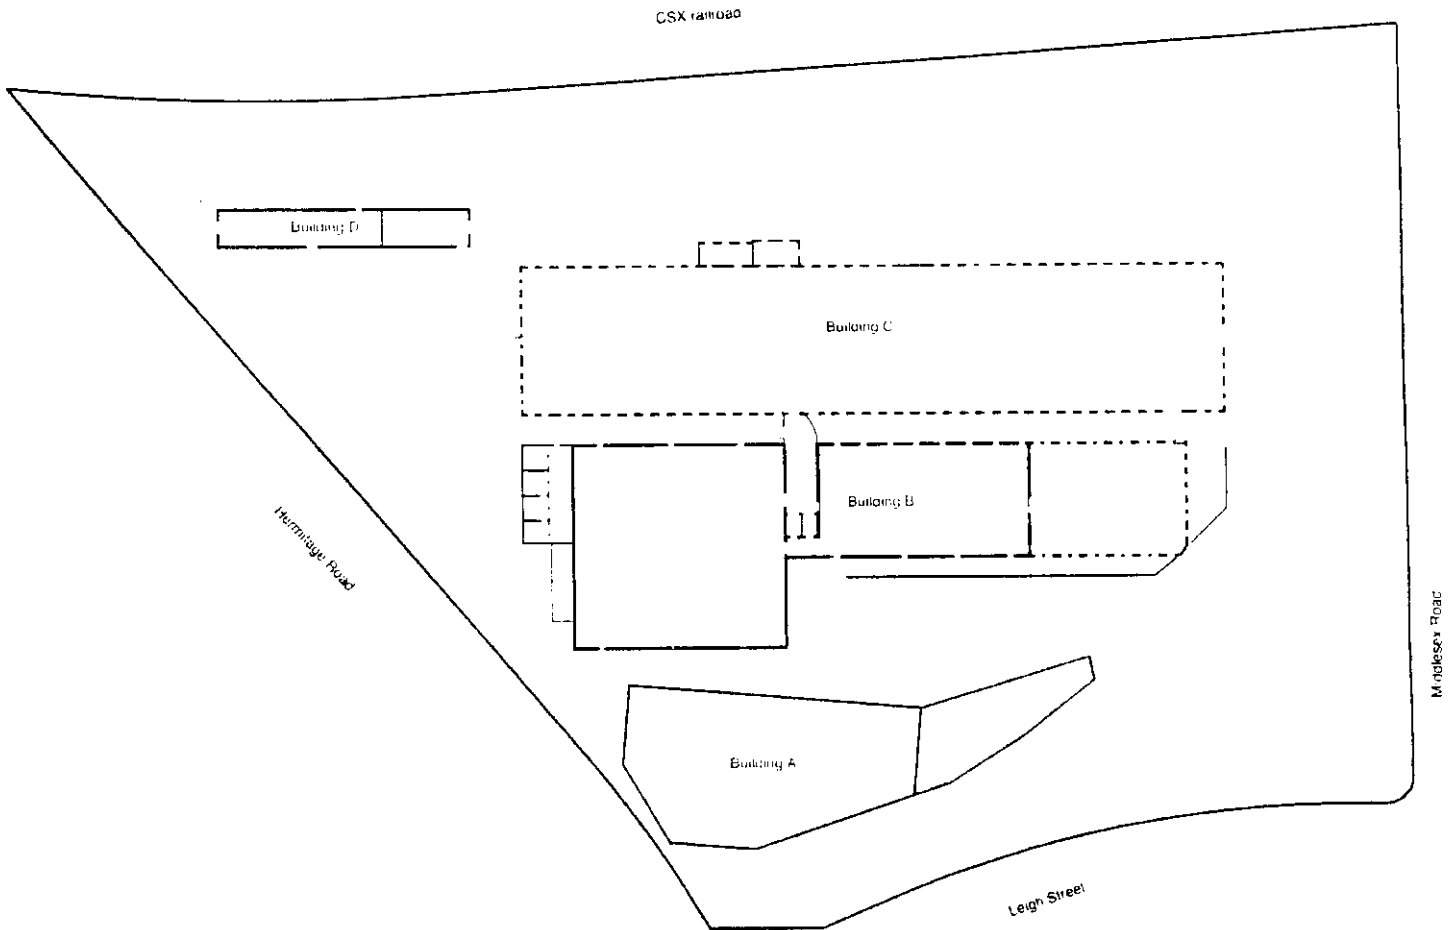 CSX railroad
Building D
Building C
Building B
Hermitage Road
Middlesex Road
Building A
Leigh Street